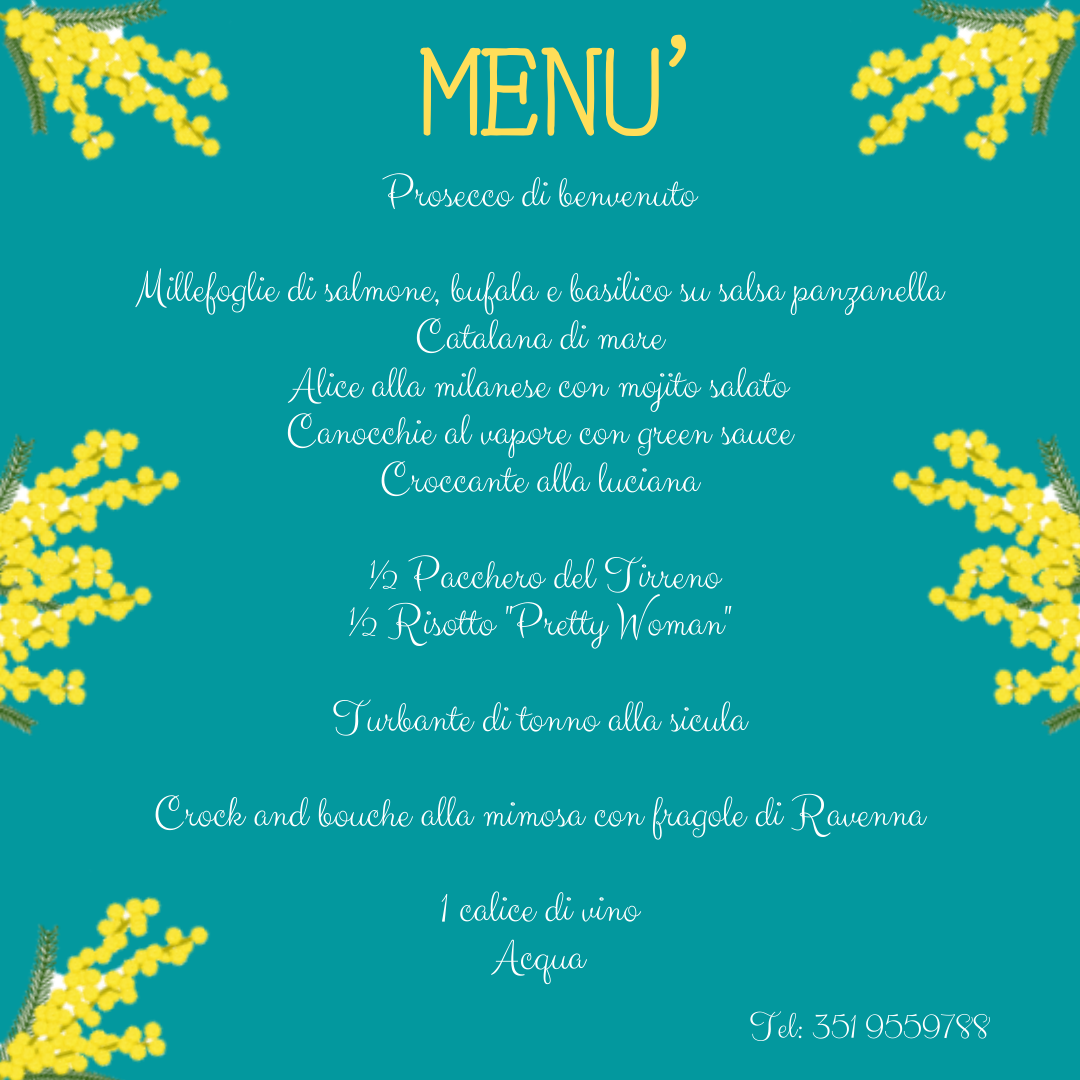 MENU’
Prosecco di benvenuto
Millefoglie di salmone, bufala e basilico su salsa panzanella
Catalana di mare
Alice alla milanese con mojito salato
Canocchie al vapore con green sauce
Croccante alla luciana
½ Pacchero del Tirreno
½ Risotto "Pretty Woman"
Turbante di tonno alla sicula
Crock and bouche alla mimosa con fragole di Ravenna
1 calice di vino
Acqua
Tel: 351 9559788